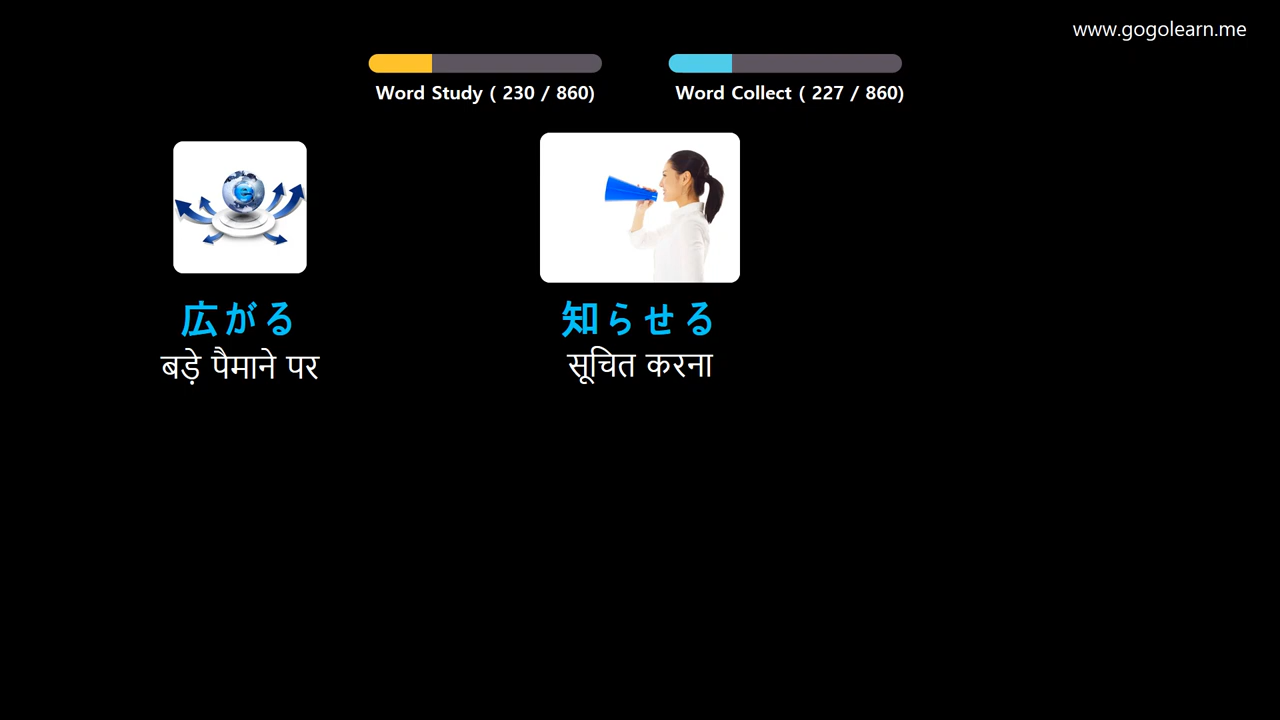 www.gogolearn.me
Word Study ( 230 / 860)
Word Collect ( 227 / 860)
e
広がる
बड़े पैमाने पर
知らせる
सूचित करना